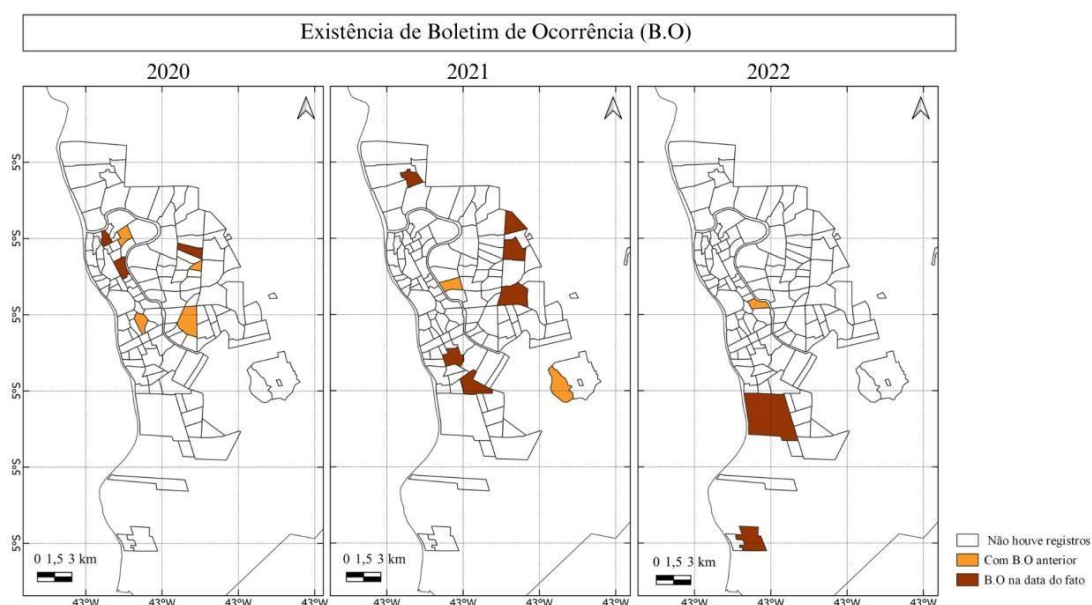 Existência de Boletim de Ocorrência (B.O)
2020
2021
2022
5°S
5°S
5°S
5°S
5°S
5°S
0 1,5 3 km
0 1,5 3 km
0 1,5 3 km
43°W 43°W 43°W 43°W
43°W 43°W 43°W 43°W
43°W 43°W 43°W 43°W
Não houve registros
Com B.O anterior
B.O na data do fato